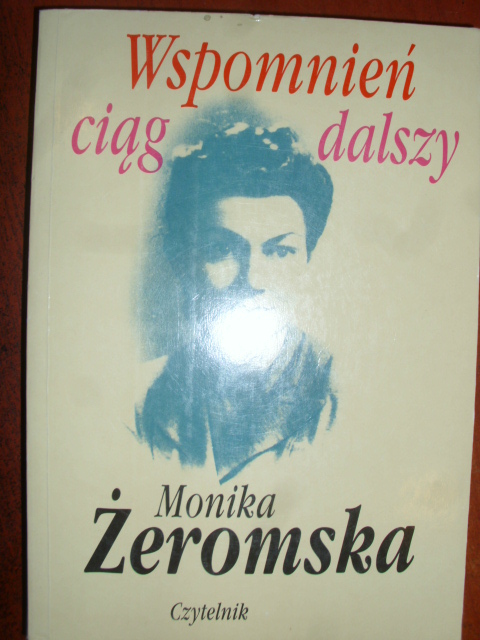 Wspomnień
ciąg dalszy
Monika
Żeromska
Czytelnik